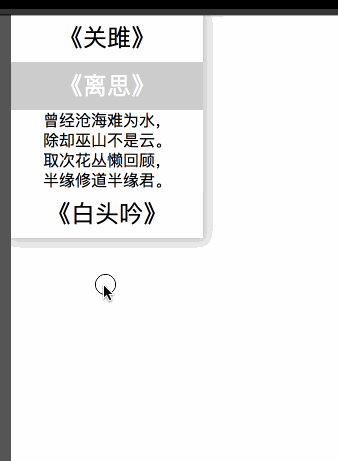 《关雎》
《离思》
曾经沧海难为水，
除却巫山不是云。
取次花丛懒回顾，
半缘修道半缘君。
《白头吟》